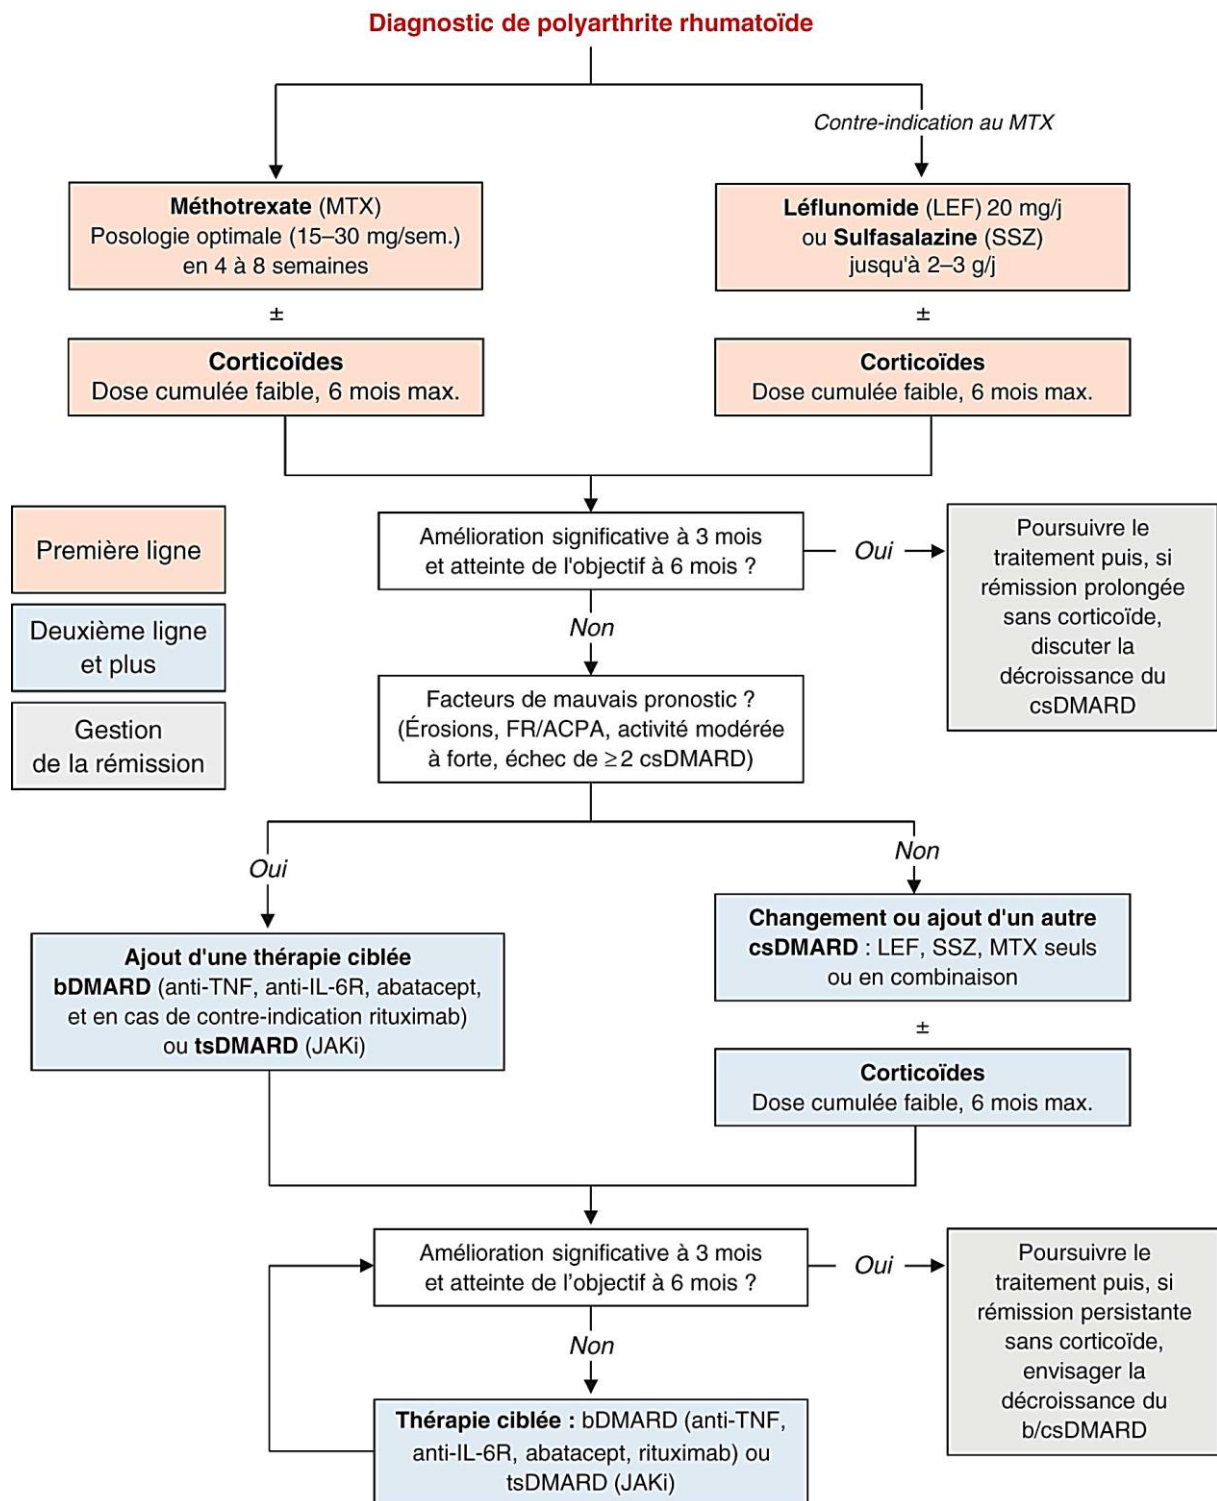 Diagnostic de polyarthrite rhumatoïde
Contre-indication au MTX
Méthotrexate (MTX)
Posologie optimale (15–30 mg/sem.)
en 4 à 8 semaines
±
Corticoïdes
Dose cumulée faible, 6 mois max.
Léflunomide (LEF) 20 mg/j
ou Sulfasalazine (SSZ)
jusqu'à 2–3 g/j
±
Corticoïdes
Dose cumulée faible, 6 mois max.
Première ligne
Deuxième ligne
et plus
Gestion
de la rémission
Amélioration significative à 3 mois
et atteinte de l'objectif à 6 mois ?
Oui
Poursuivre le
traitement puis, si
rémission prolongée
sans corticoïde,
discuter la
décroissance du
csDMARD
Non
Facteurs de mauvais pronostic ?
(Érosions, FR/ACPA, activité modérée
à forte, échec de ≥ 2 csDMARD)
Oui
Ajout d'une thérapie ciblée
bDMARD (anti-TNF, anti-IL-6R, abatacept,
et en cas de contre-indication rituximab)
ou tsDMARD (JAKi)
Non
Changement ou ajout d'un autre
csDMARD : LEF, SSZ, MTX seuls
ou en combinaison
±
Corticoïdes
Dose cumulée faible, 6 mois max.
Amélioration significative à 3 mois
et atteinte de l'objectif à 6 mois ?
Oui
Poursuivre le
traitement puis, si
rémission persistante
sans corticoïde,
envisager la
décroissance du
b/csDMARD
Non
Thérapie ciblée : bDMARD (anti-TNF,
anti-IL-6R, abatacept, rituximab) ou
tsDMARD (JAKi)